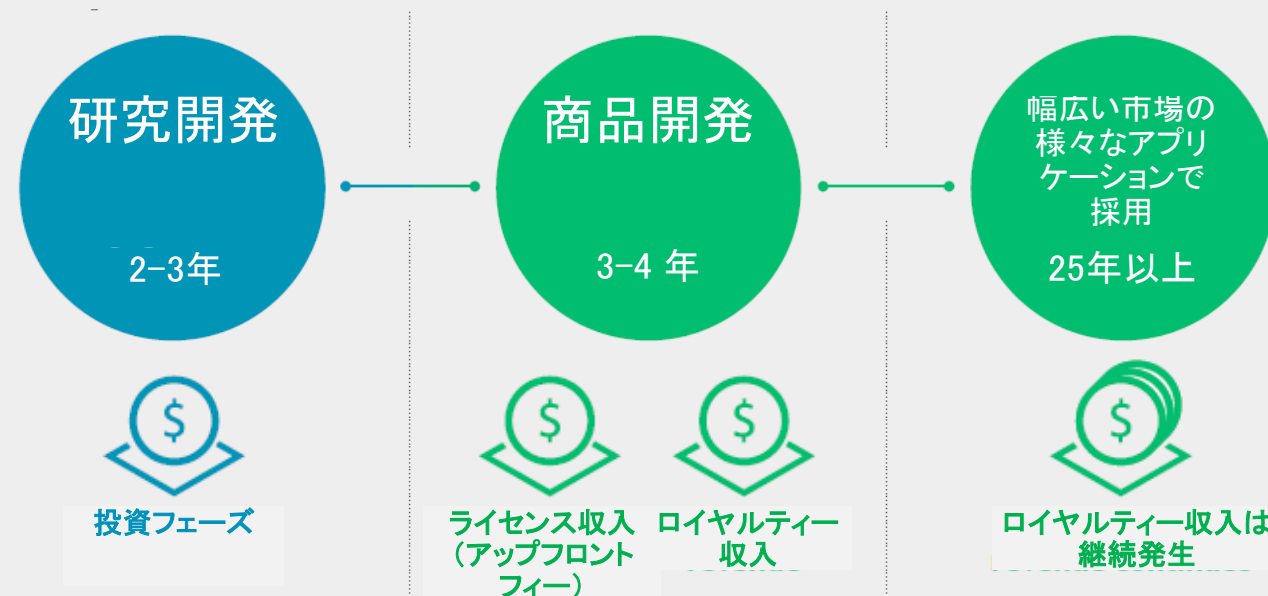 研究開発
2-3年
商品開発
3-4 年
幅広い市場の
様々なアプリ
ケーションで
採用
25年以上
$
投資フェーズ
$
ライセンス収入
（アップフロント
フィー）
$
ロイヤルティー
収入
$
ロイヤルティー収入は
継続発生